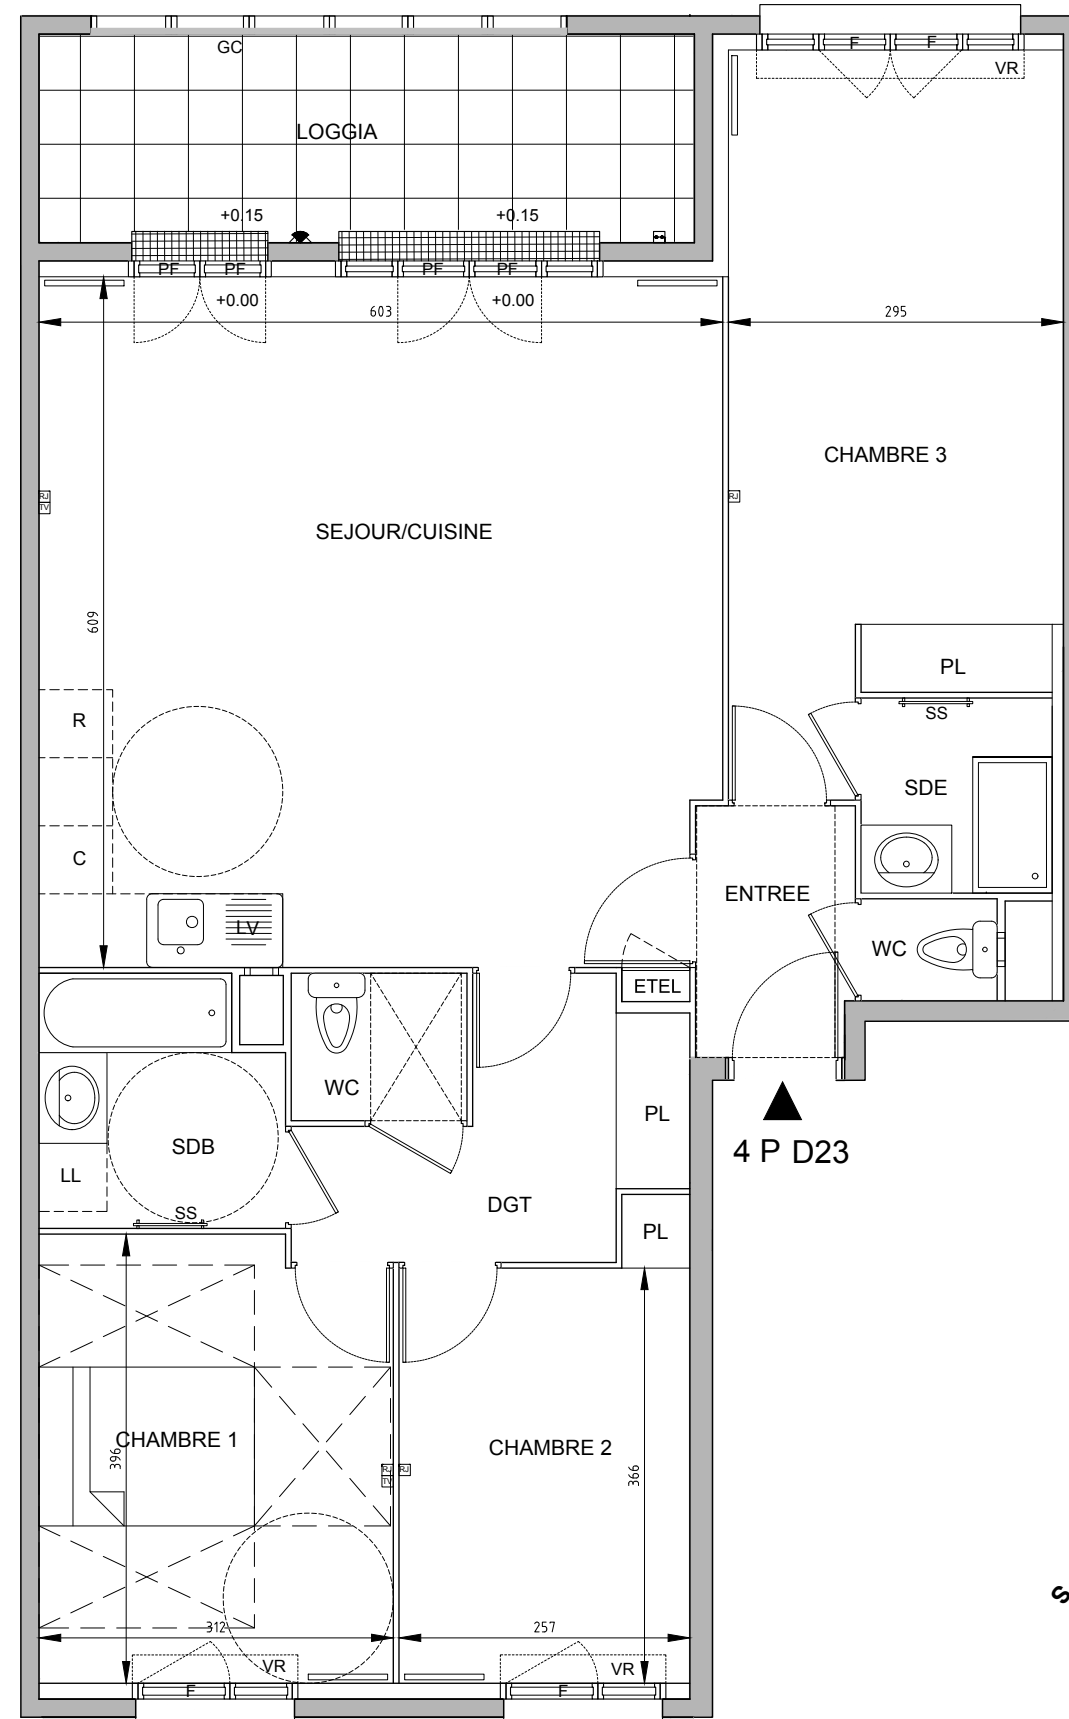 GC
F F
VR
LOGGIA
+0.15 +0.15
PF PF PF PF
+0.00 +0.00
603 295
CHAMBRE 3
RJ
TV
RJ
SEJOUR/CUISINE
609
R
PL
SS
SDE
C
ENTREE
LV
WC
ETEL
WC
PL
4 P D23
SDB
LL
DGT
SS
PL
CHAMBRE 1
396
CHAMBRE 2
RJ
TV
RJ
366
S
312 257
VR VR
F F